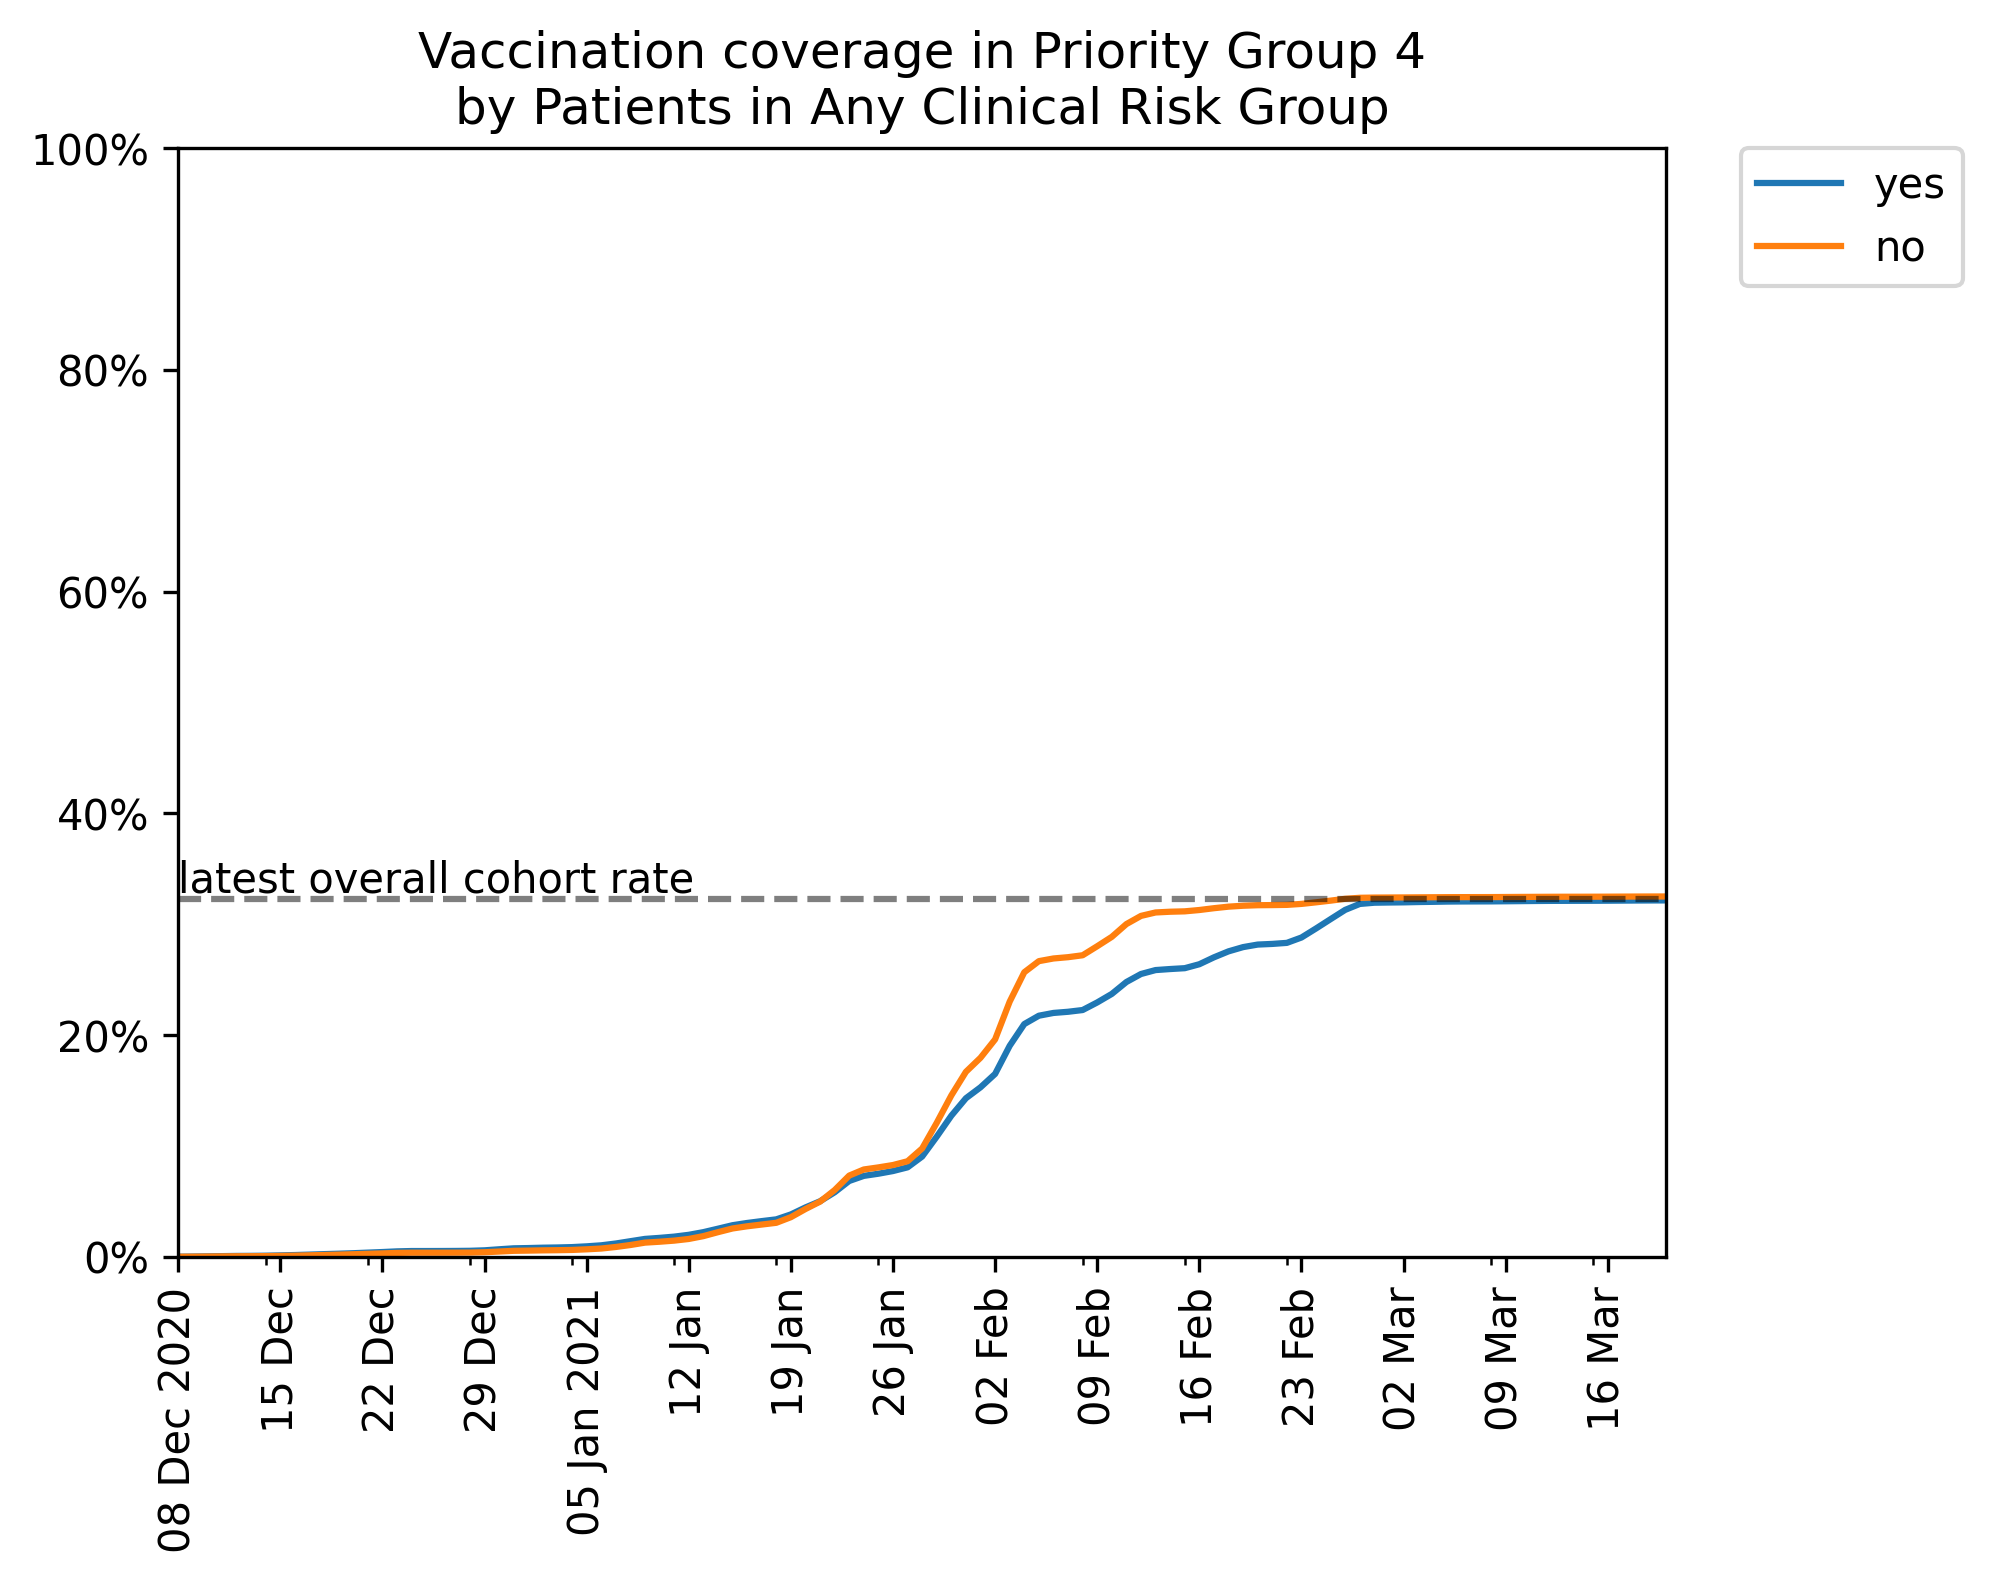 Vaccination coverage in Priority Group 4
by Patients in Any Clinical Risk Group
100%
80%
60%
40%
20%
0%
latest overall cohort rate
yes
no
08 Dec 2020
15 Dec
22 Dec
29 Dec
05 Jan 2021
12 Jan
19 Jan
26 Jan
02 Feb
09 Feb
16 Feb
23 Feb
02 Mar
09 Mar
16 Mar